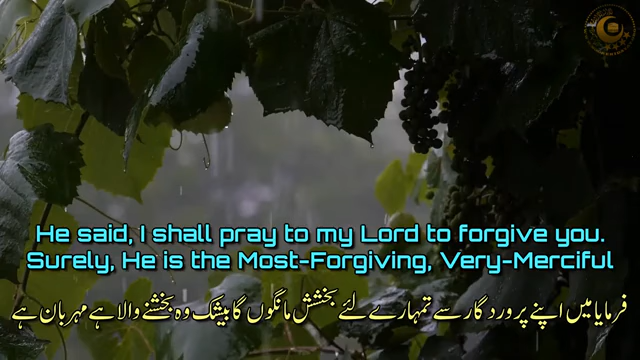 He said, I shall pray to my Lord to forgive you.
Surely, He is the Most-Forgiving, Very-Merciful
فرمایا میں اپنے پروردگار سے تمہارے لئے بخشش مانگوں گا بیشک وہ بخشنے والا ہے مہربان ہے